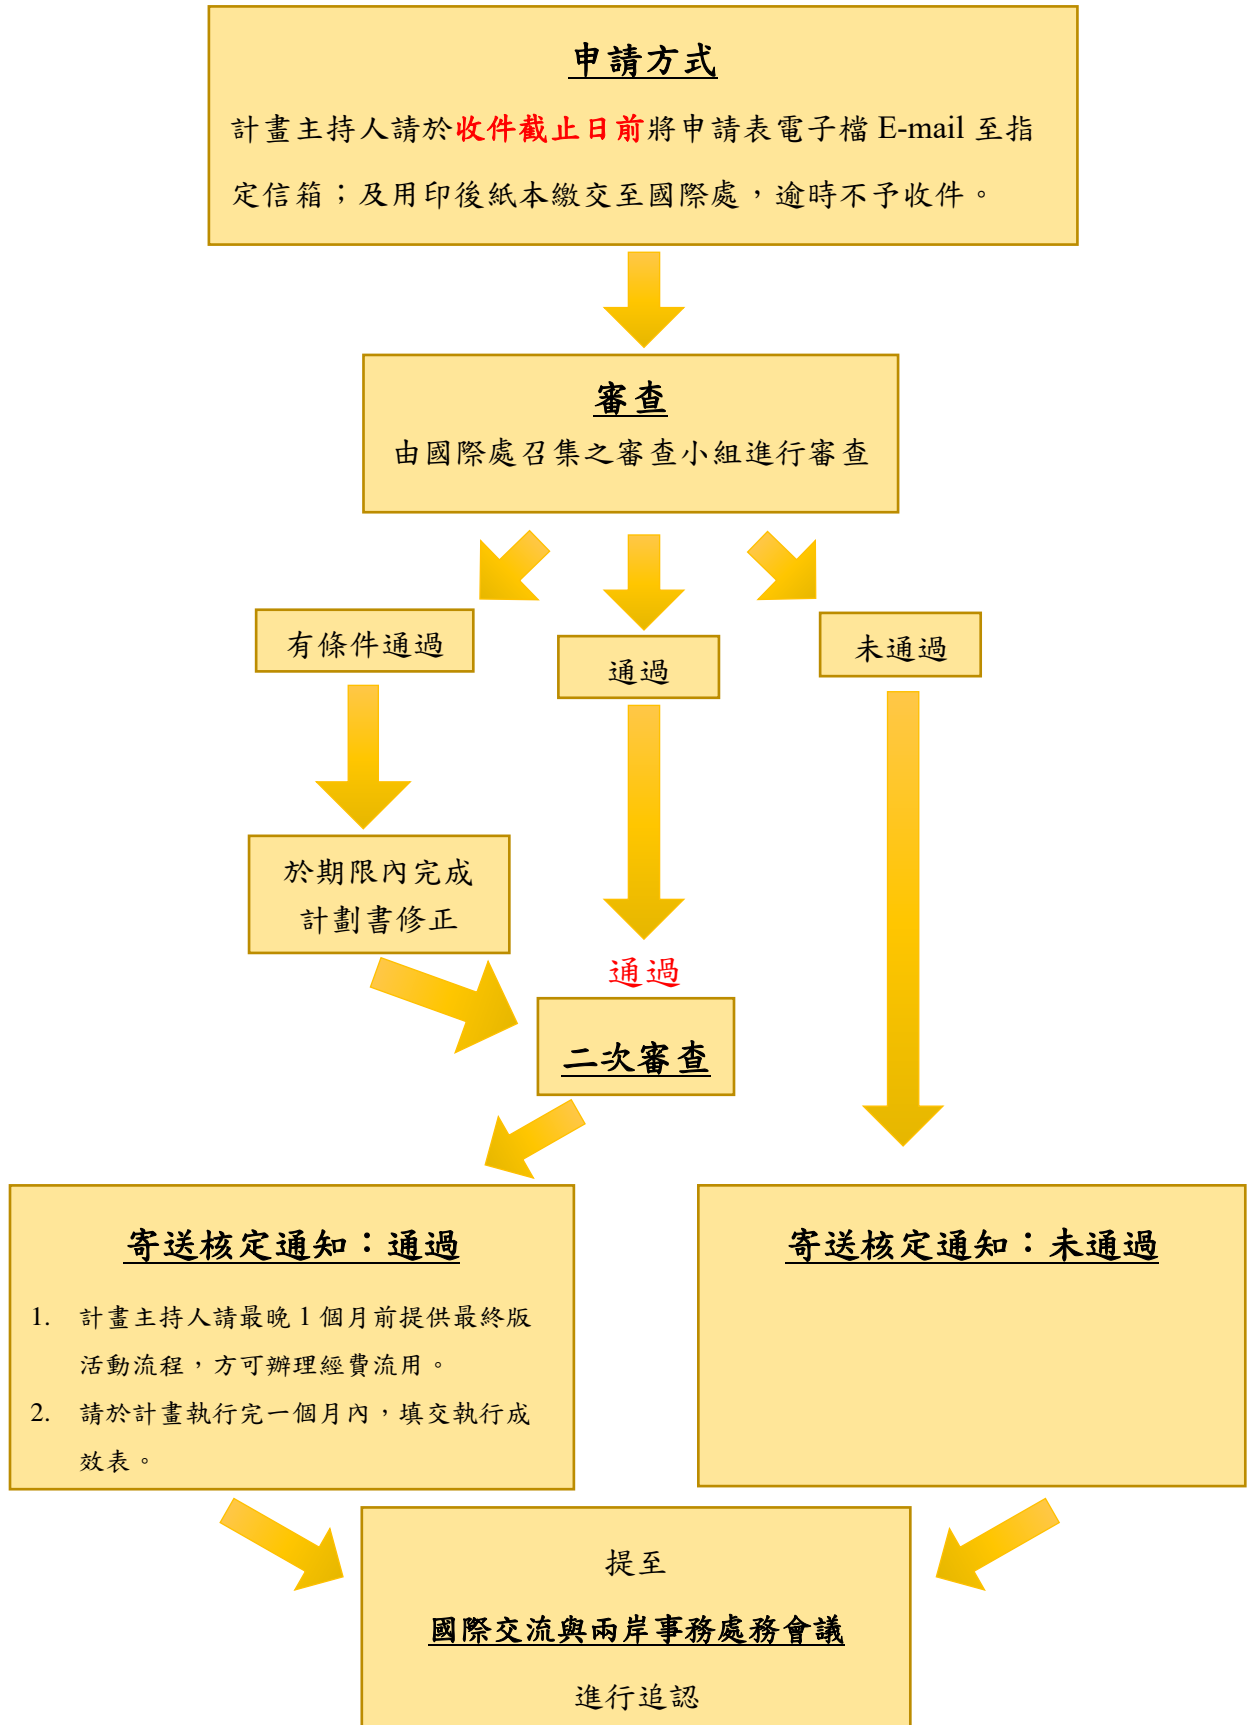 申請方式
計畫主持人請於收件截止日前將申請表電子檔 E-mail 至指
定信箱；及用印後紙本繳交至國際處，逾時不予收件。
審查
由國際處召集之審查小組進行審查
有條件通過
通過
未通過
於期限內完成
計劃書修正
通過
二次審查
寄送核定通知：通過
1. 計畫主持人請最晚 1 個月前提供最終版
活動流程，方可辦理經費流用。
2. 請於計畫執行完一個月內，填交執行成
效表。
寄送核定通知：未通過
提至
國際交流與兩岸事務處務會議
進行追認